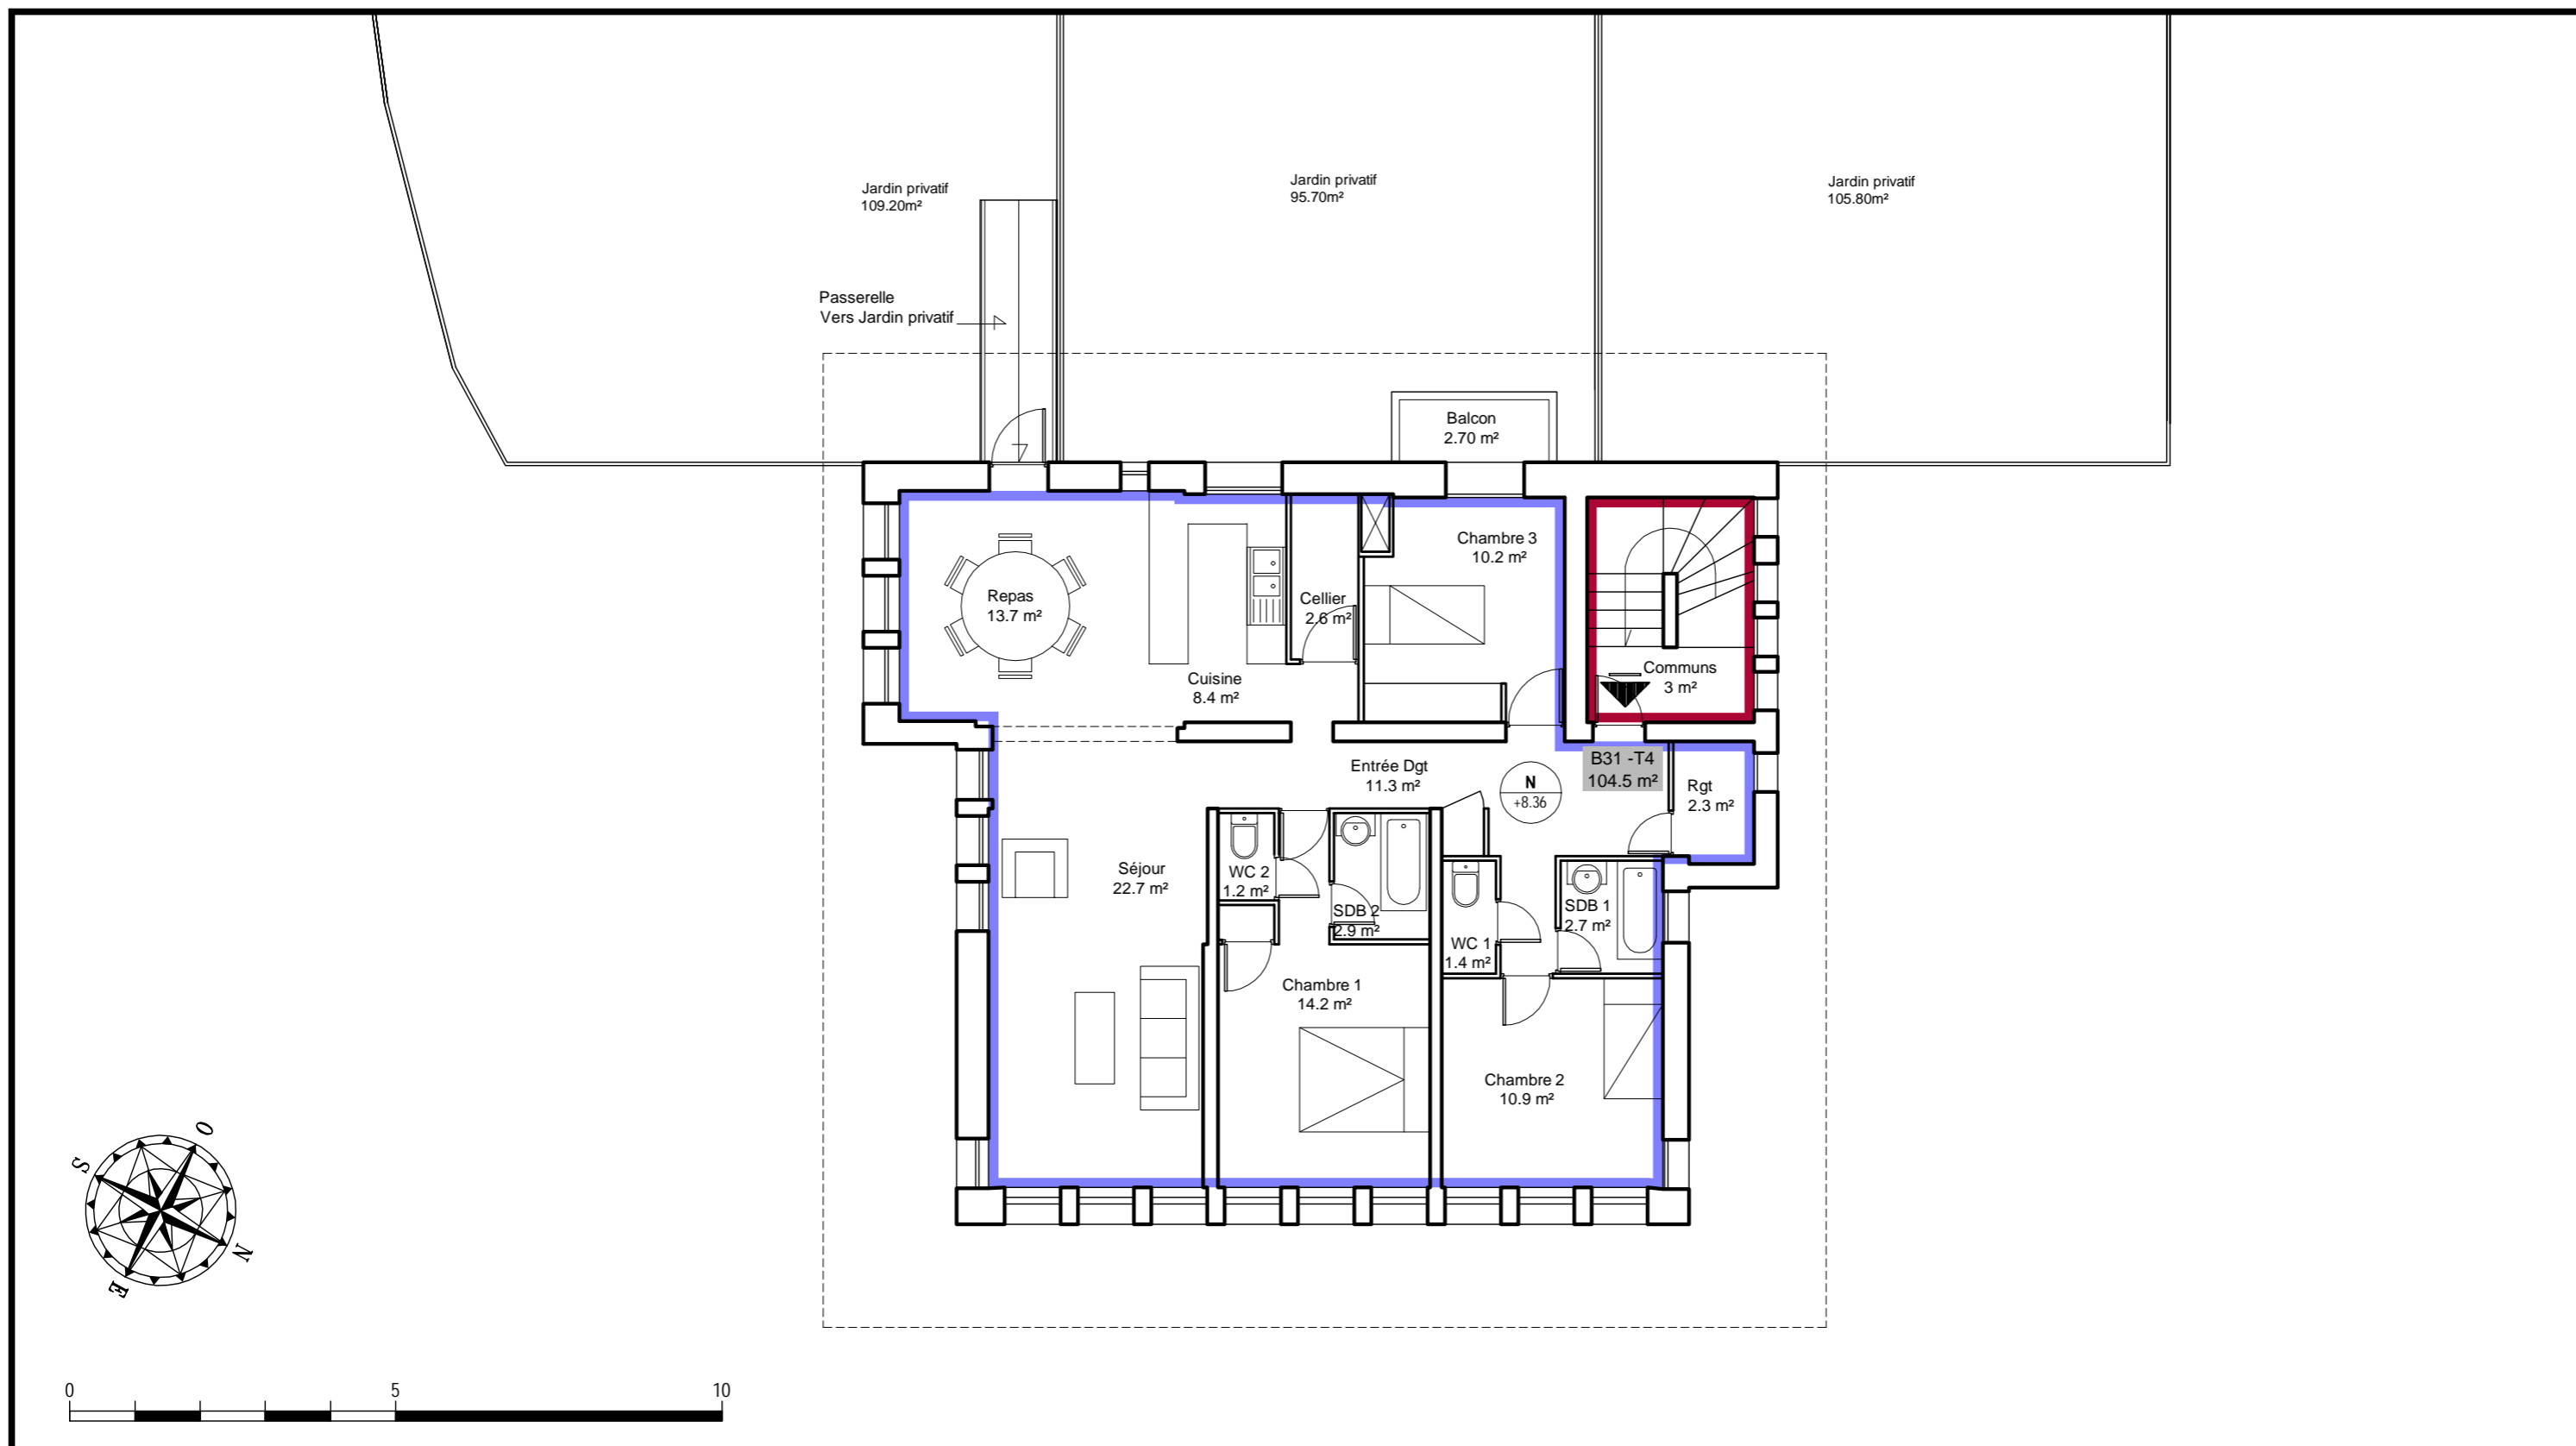 Jardin privatif
109.20m²
Jardin privatif
95.70m²
Jardin privatif
105.80m²
Passerelle
Vers Jardin privatif
Balcon
2.70 m²
Chambre 3
10.2 m²
Repas
13.7 m²
Cellier
2.6 m²
Cuisine
8.4 m²
Communs
3 m²
Entrée Dgt
11.3 m²
N
+8.36
B31 -T4
104.5 m²
Rgt
2.3 m²
Séjour
22.7 m²
WC 2
1.2 m²
SDB 2
2.9 m²
WC 1
1.4 m²
SDB 1
2.7 m²
Chambre 1
14.2 m²
Chambre 2
10.9 m²
O
S
N
E
0
5
10